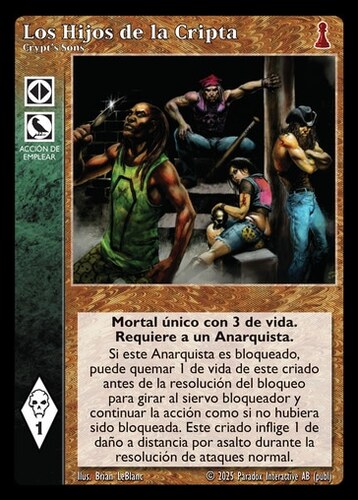 Los Hijos de la Cripta
Crypt's Sons
ACCIÓN DE
EMPLEAR
Mortal único con 3 de vida.
Requiere a un Anarquista.
Si este Anarquista es bloqueado,
puede quemar 1 de vida de este criado
antes de la resolución del bloqueo
para girar al siervo bloqueador y
continuar la acción como si no hubiera
sido bloqueada. Este criado inflige 1 de
daño a distancia por asalto durante la
resolución de ataques normal.
1
Ilus. Brian LeBlanc
© 2025 Paradox Interactive AB (publ)